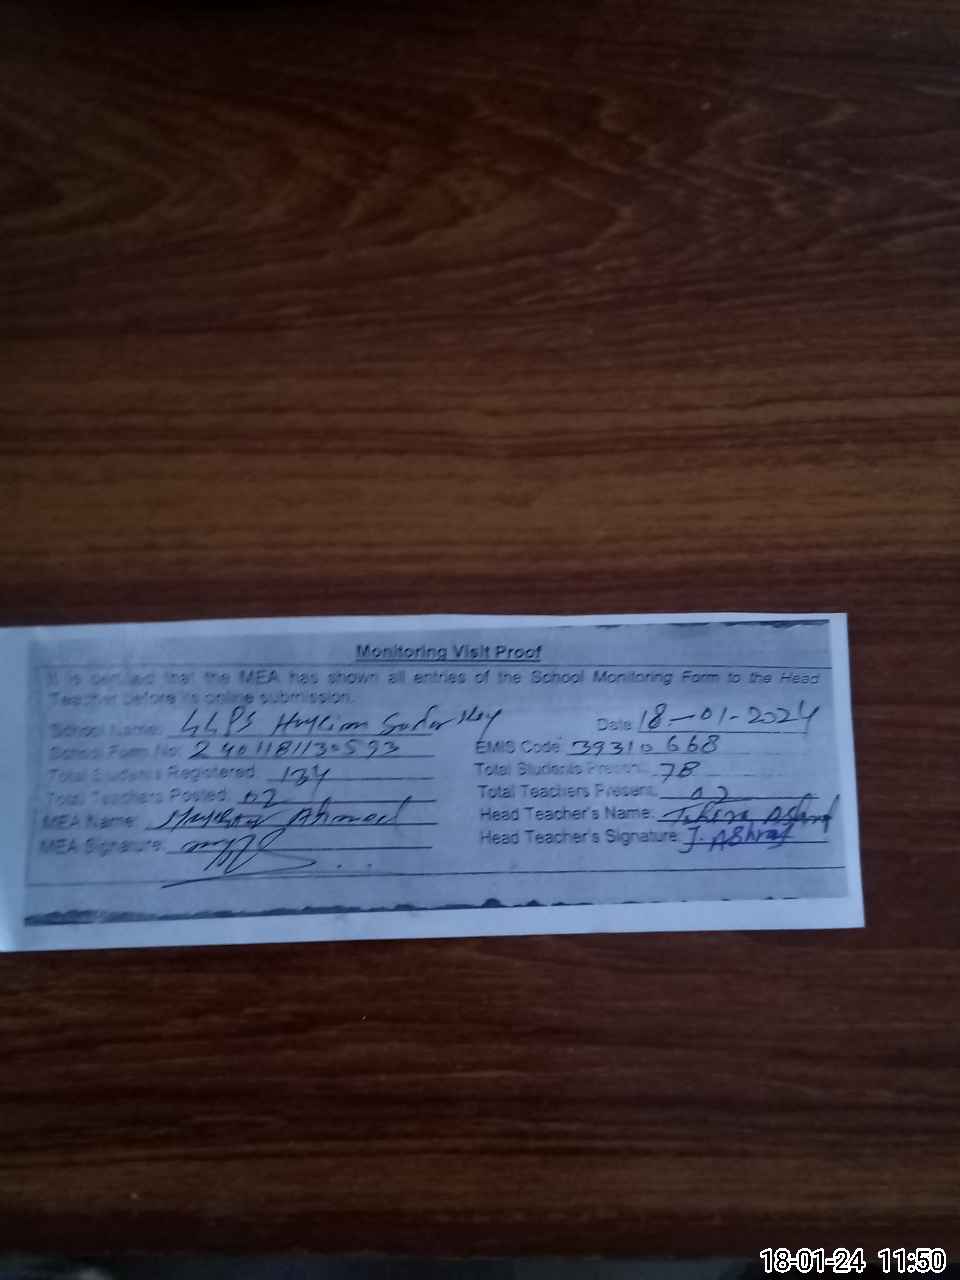 Monitoring Visit Proof
It is certified that the MEA has shown all entries of the School Monitoring Form to the Head
Teacher before its online submission.
School Name: GGPS Date 18-01-2024
School Form No: 2401181130593 EMIS Code: 39310668
Total Students Registered: 134 Total Students Present: 78
Total Teachers Posted: 02 Total Teachers Present: 02
MEA Name: Ahmed Head Teacher's Name: Tahira Ashraf
MEA Signature: Head Teacher's Signature: T. AShraf
18-01-24 11:50